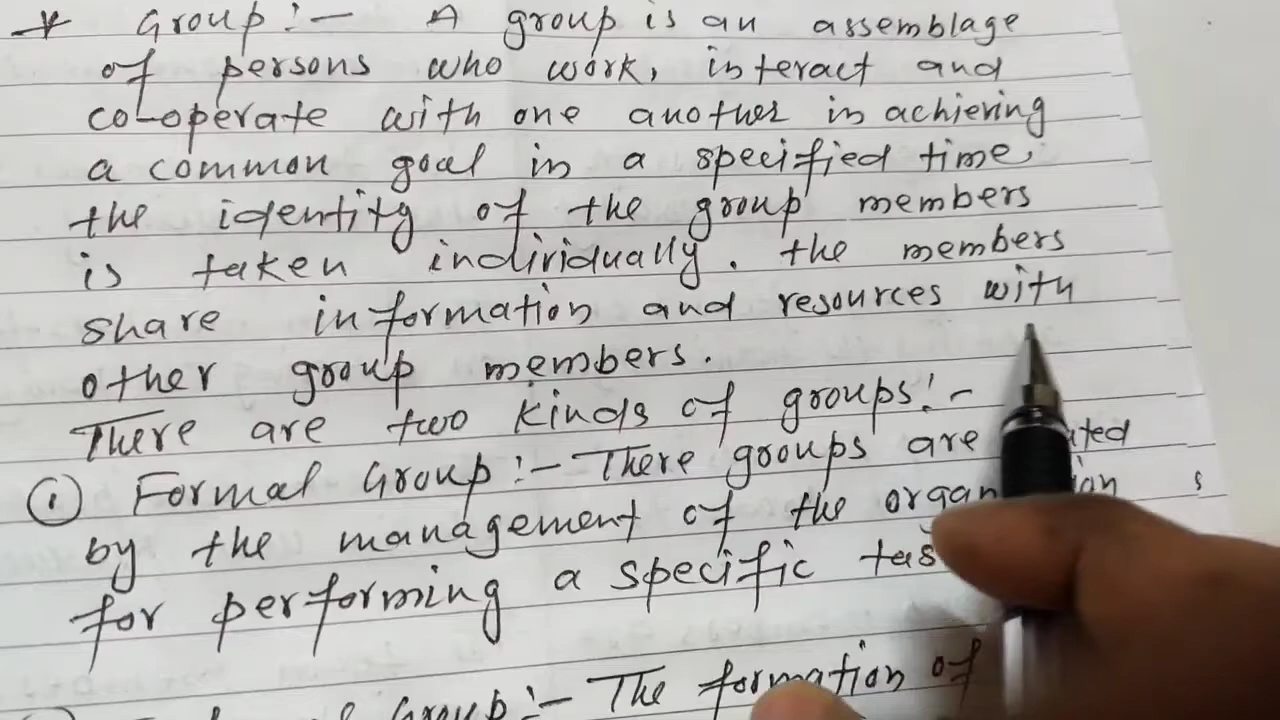 * Group :- A group is an assemblage
of persons who work, interact and
co-operate with one another in achieving
a common goal in a specified time.
the identity of the group members
is taken individually. the members
share information and resources with
other group members.
There are two kinds of groups :-
① Formal Group :- There groups are
by the management of the
for performing a specific
Group :- The formation of